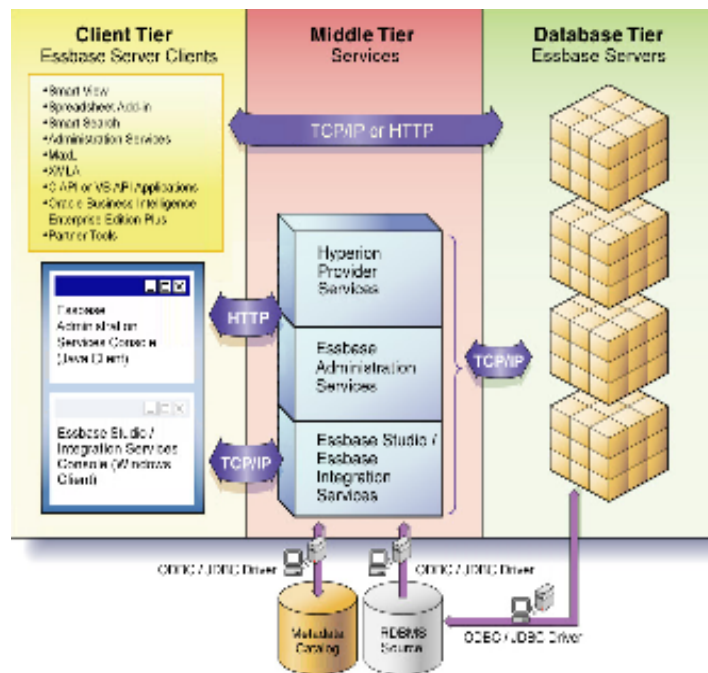 Client Tier
Essbase Server Clients
•Smart View
•Spreadsheet Add-in
•Smart Search
•Administration Services
•MaxL
•XMLA
•C API or VB API Applications
•Oracle Business Intelligence
Enterprise Edition Plus
•Partner Tools
Middle Tier
Services
Database Tier
Essbase Servers
TCP/IP or HTTP
Essbase
Administration
Services Console
(Java Client)
HTTP
Hyperion
Provider
Services
Essbase
Administration
Services
TCP/IP
Essbase Studio /
Integration Services
Console (Windows
Client)
TCP/IP
Essbase Studio /
Essbase
Integration
Services
ODBC / JDBC Driver
ODBC / JDBC Driver
Metadata
Catalog
RDBMS
Source
ODBC / JDBC Driver